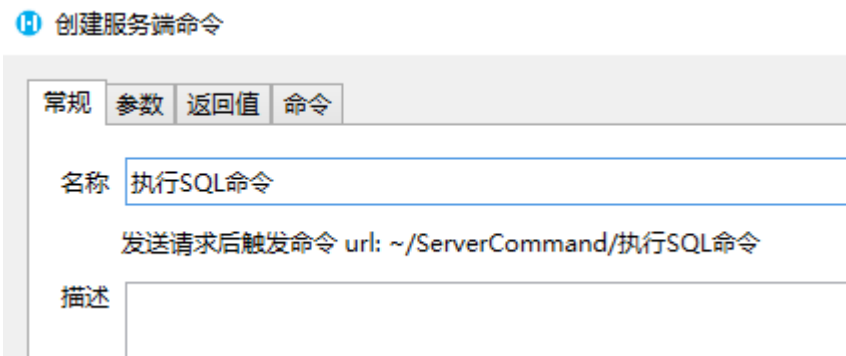 创建服务端命令
常规 参数 返回值 命令
名称 执行SQL命令
发送请求后触发命令 url: ~/ServerCommand/执行SQL命令
描述